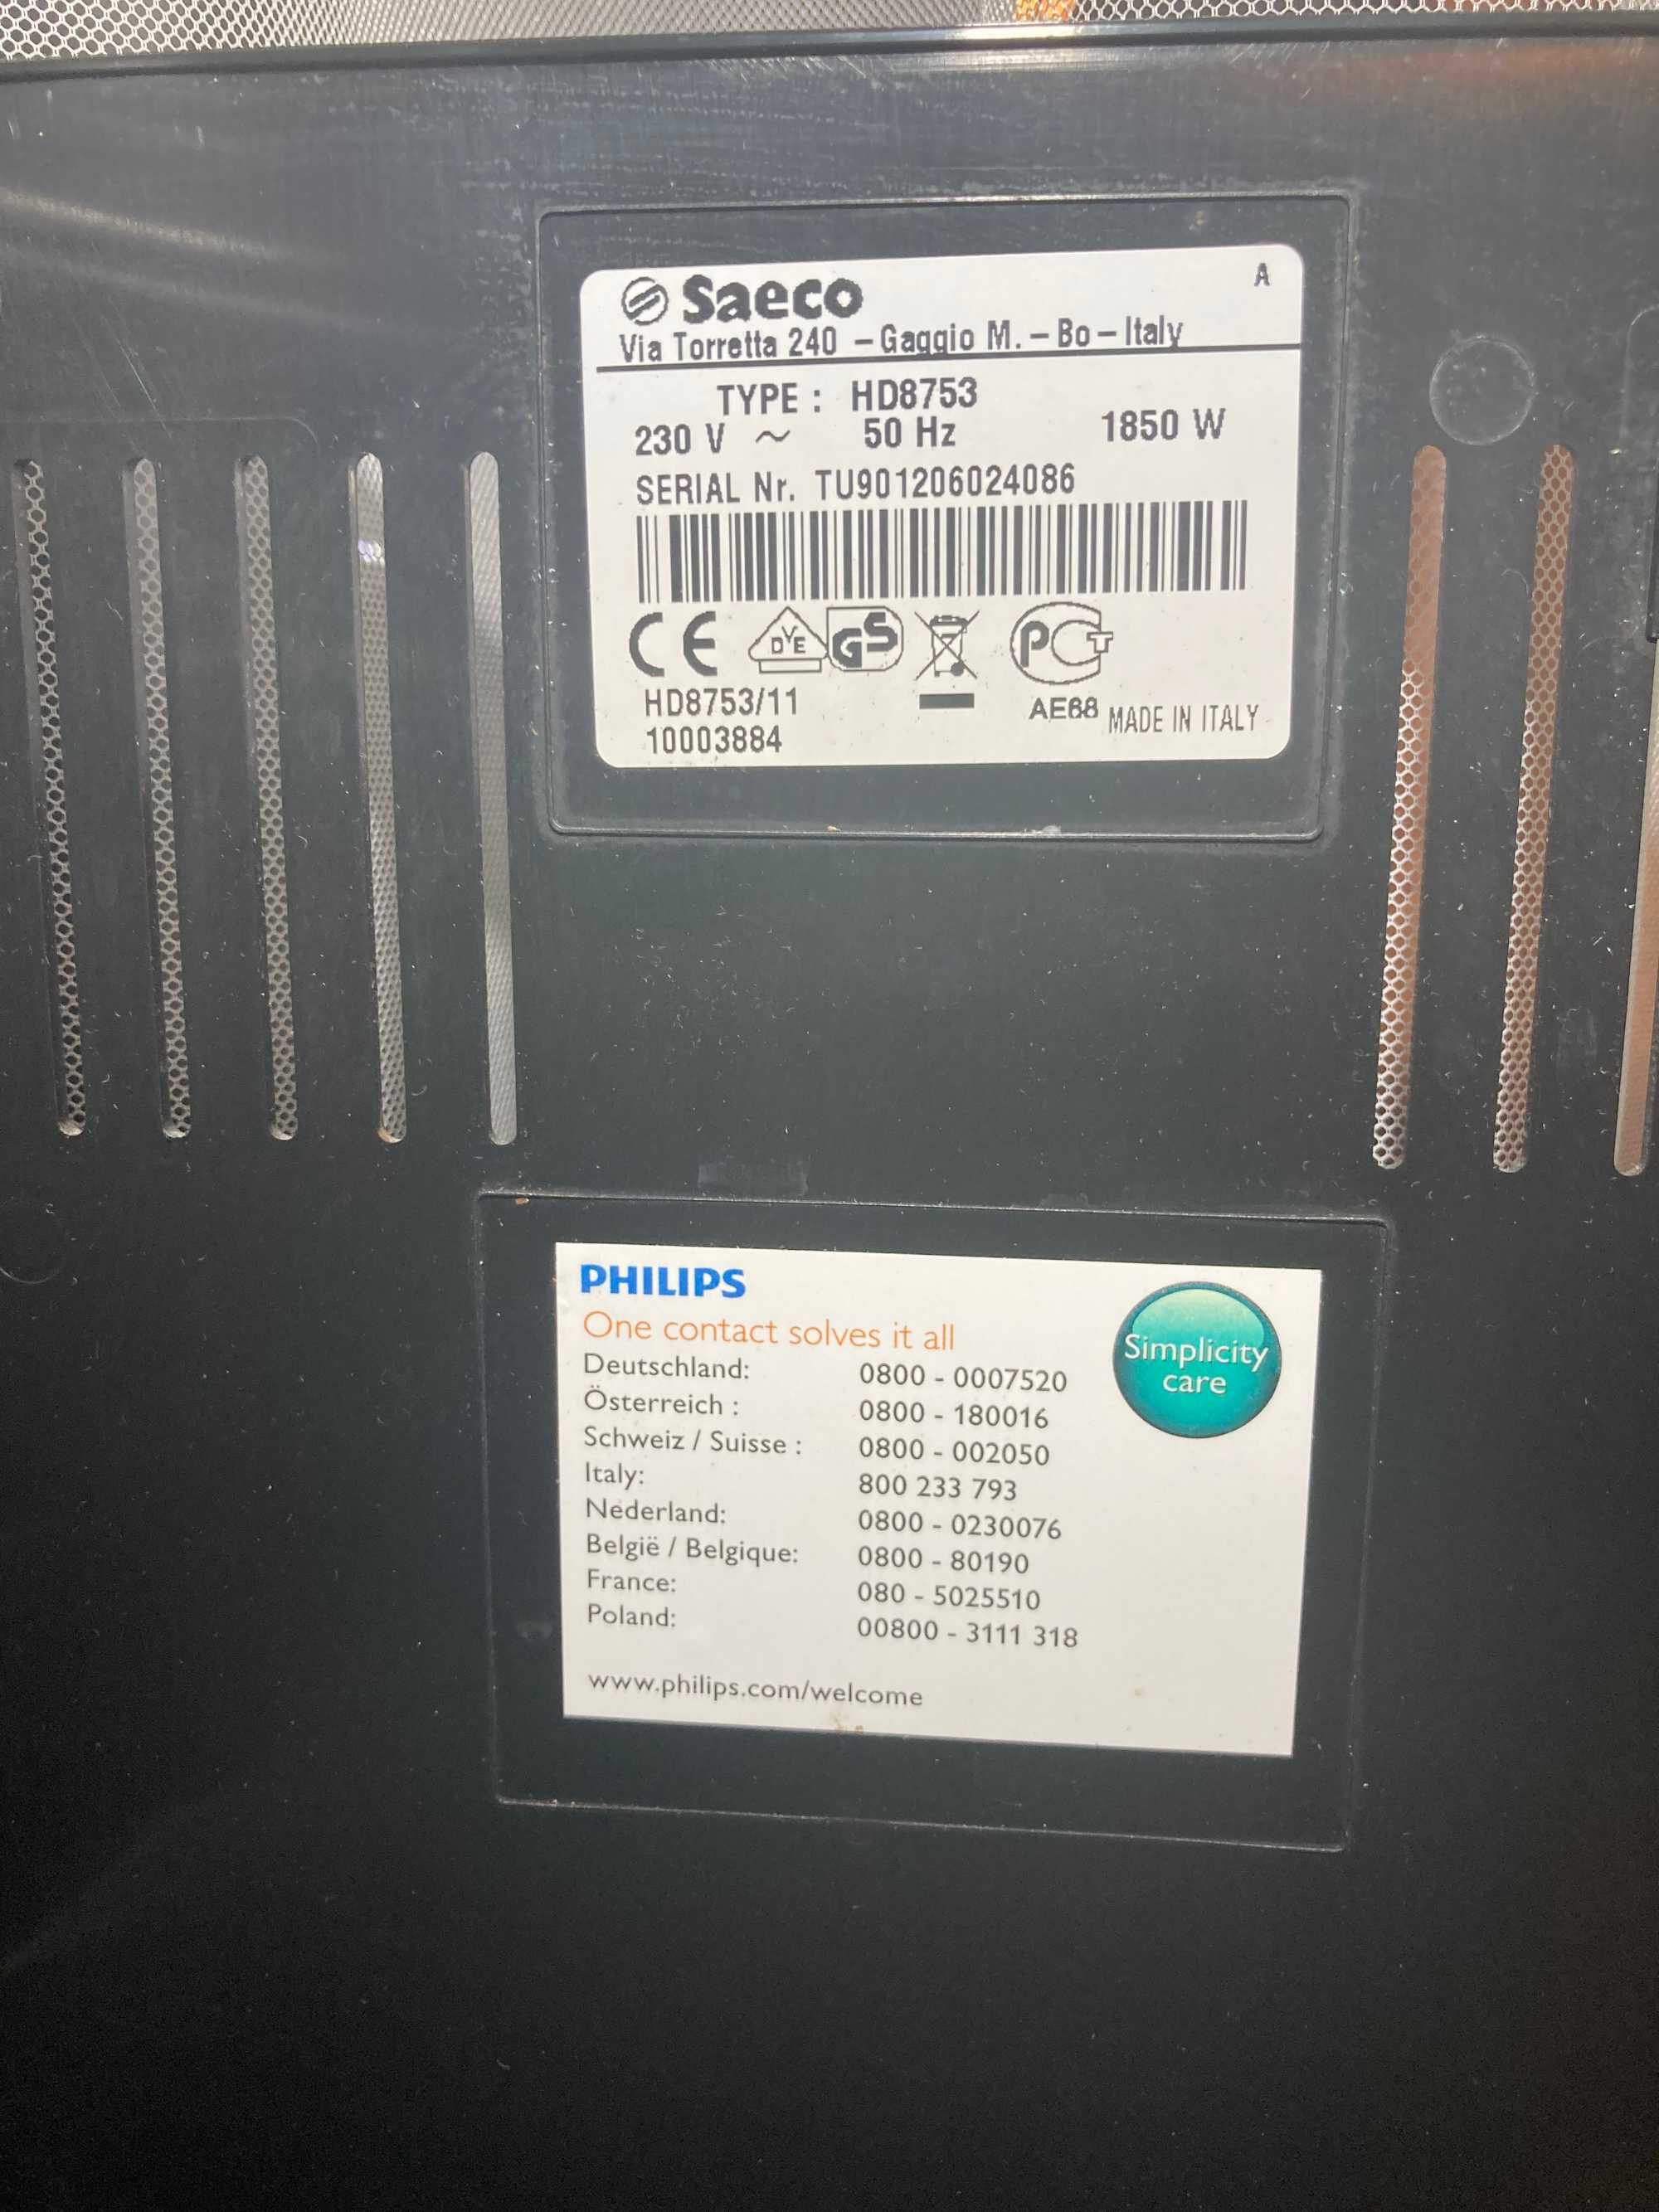 Saeco
A
Via Torretta 240 – Gaggio M. – Bo – Italy
TYPE : HD8753
230 V ~ 50 Hz 1850 W
SERIAL Nr. TU901206024086
CE DVE GS PCT
HD8753/11
AE68 MADE IN ITALY
10003884
PHILIPS
One contact solves it all
Simplicity
care
Deutschland: 0800 - 0007520
Österreich : 0800 - 180016
Schweiz / Suisse : 0800 - 002050
Italy: 800 233 793
Nederland: 0800 - 0230076
België / Belgique: 0800 - 80190
France: 080 - 5025510
Poland: 00800 - 3111 318
www.philips.com/welcome